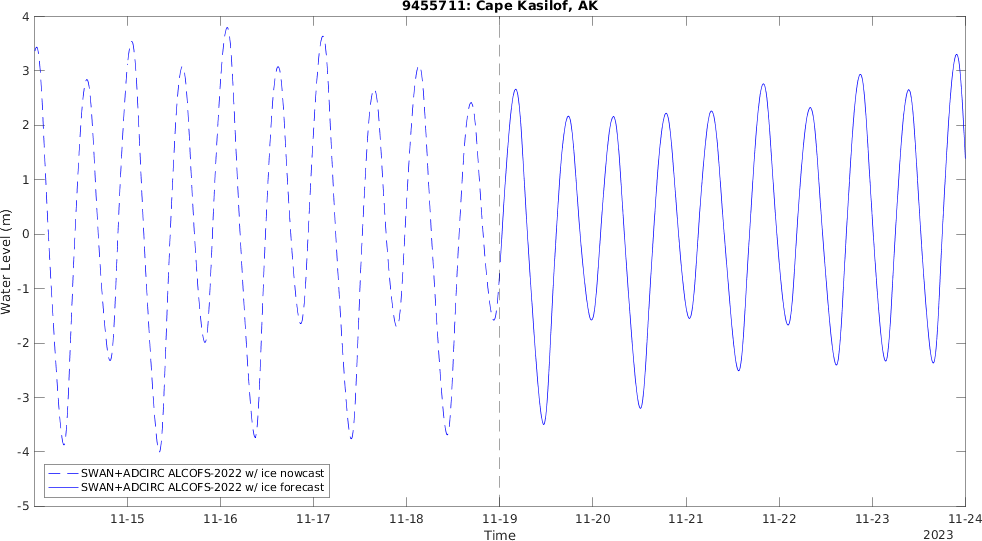 9455711: Cape Kasilof, AK
Water Level (m)
4
3
2
1
0
-1
-2
-3
-4
-5
SWAN+ADCIRC ALCOFS-2022 w/ ice nowcast
SWAN+ADCIRC ALCOFS-2022 w/ ice forecast
11-15 11-16 11-17 11-18 11-19 11-20 11-21 11-22 11-23 11-24
Time
2023